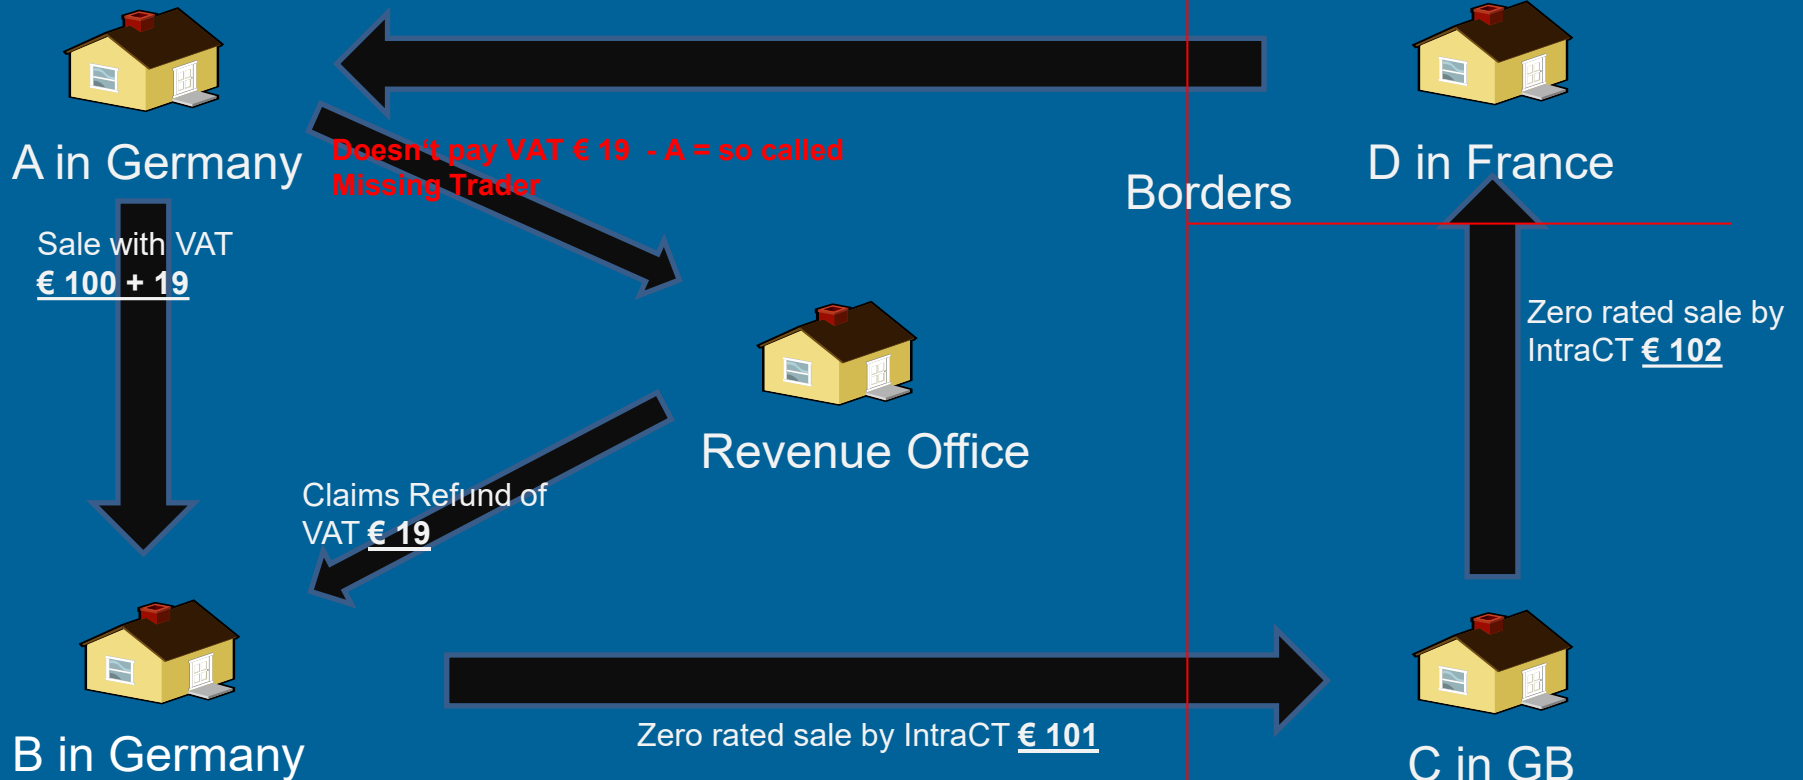 A in Germany
Doesn't pay VAT € 19 - A = so called
Missing Trader
D in France
Borders
Sale with VAT
€ 100 + 19
Zero rated sale by
IntraCT € 102
Revenue Office
Claims Refund of
VAT € 19
Zero rated sale by IntraCT € 101
B in Germany
C in GB